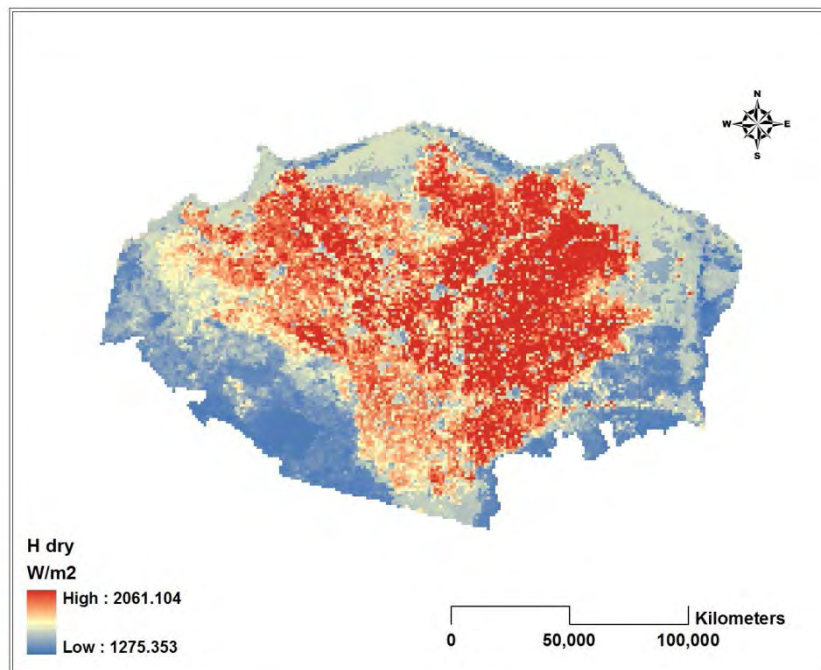 N
W E
S
H dry
W/m2
High : 2061.104
Low : 1275.353
Kilometers
0 50,000 100,000